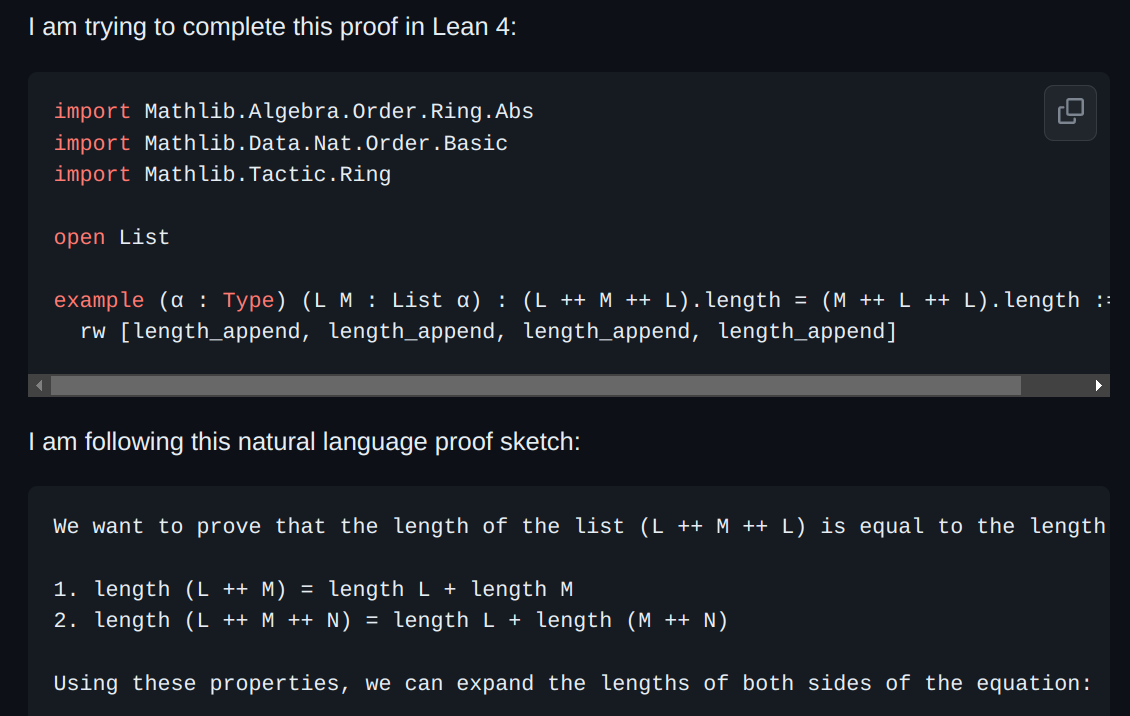 I am trying to complete this proof in Lean 4:
import Mathlib.Algebra.Order.Ring.Abs
import Mathlib.Data.Nat.Order.Basic
import Mathlib.Tactic.Ring
open List
example (α : Type) (L M : List α) : (L ++ M ++ L).length = (M ++ L ++ L).length :=
rw [length_append, length_append, length_append, length_append]
I am following this natural language proof sketch:
We want to prove that the length of the list (L ++ M ++ L) is equal to the length
1. length (L ++ M) = length L + length M
2. length (L ++ M ++ N) = length L + length (M ++ N)
Using these properties, we can expand the lengths of both sides of the equation: